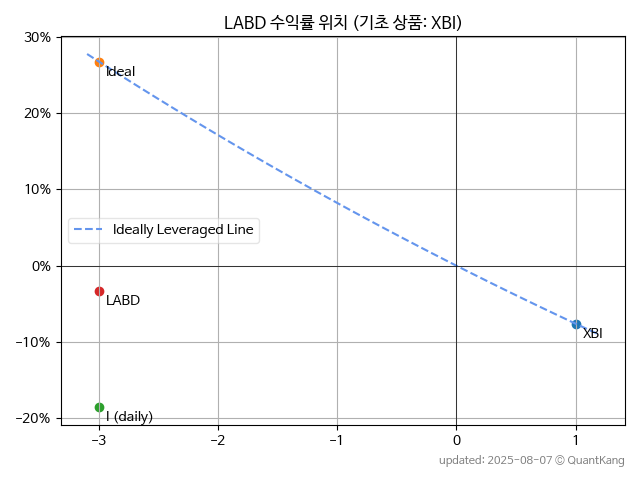 LABD 수익률 위치 (기초 상품: XBI)
30%
Ideal
20%
10%
Ideally Leveraged Line
0%
LABD
−10%
XBI
I (daily)
−20%
−3
−2
−1
0
1
updated: 2025-08-07 © QuantKang